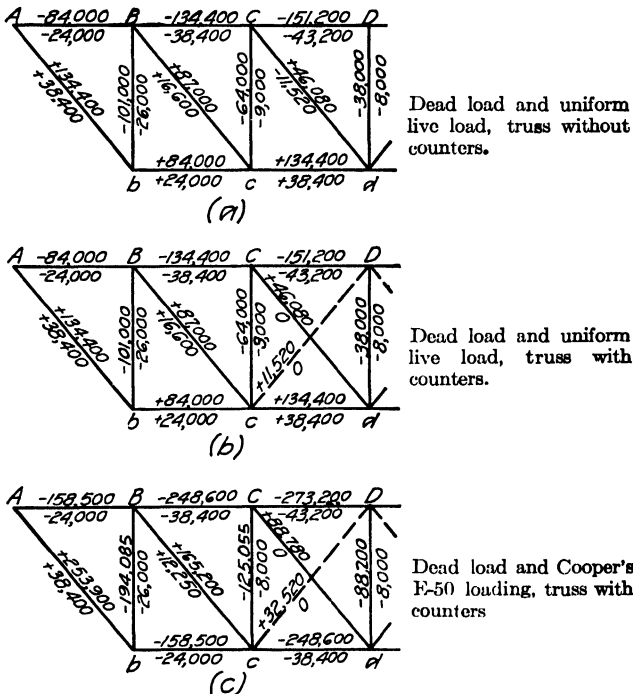 A -84,000 B -134,400 C -151,200 D
-24,000 -38,400 -43,200
+134,400
+38,400
-101,000
-26,000
+87,000
+16,600
-64,000
-9,000
+46,080
-11,520
-38,000
-8,000
Dead load and uniform
live load, truss without
counters.
+84,000 +134,400
b +24,000 c +38,400 d
(a)
A -84,000 B -134,400 C -151,200 D
-24,000 -38,400 -43,200
+134,400
+38,400
-101,000
-26,000
+87,000
+16,600
-64,000
-9,000
+46,080
0
+11,520
0
-38,000
-8,000
Dead load and uniform
live load, truss with
counters.
+84,000 +134,400
b +24,000 c +38,400 d
(b)
A -158,500 B -248,600 C -273,200 D
-24,000 -38,400 -43,200
+253,900
+38,400
-194,085
-26,000
+165,200
+12,250
-125,055
-8,000
+88,780
0
+32,520
0
-88,200
-8,000
Dead load and Cooper's
E-50 loading, truss with
counters
-158,500 -248,600
b -24,000 c -38,400 d
(c)